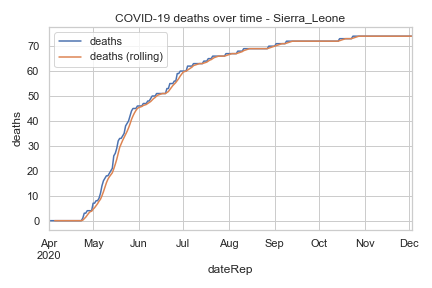 COVID-19 deaths over time - Sierra_Leone
deaths
deaths (rolling)
deaths
70
60
50
40
30
20
10
0
Apr May Jun Jul Aug Sep Oct Nov Dec
2020
dateRep